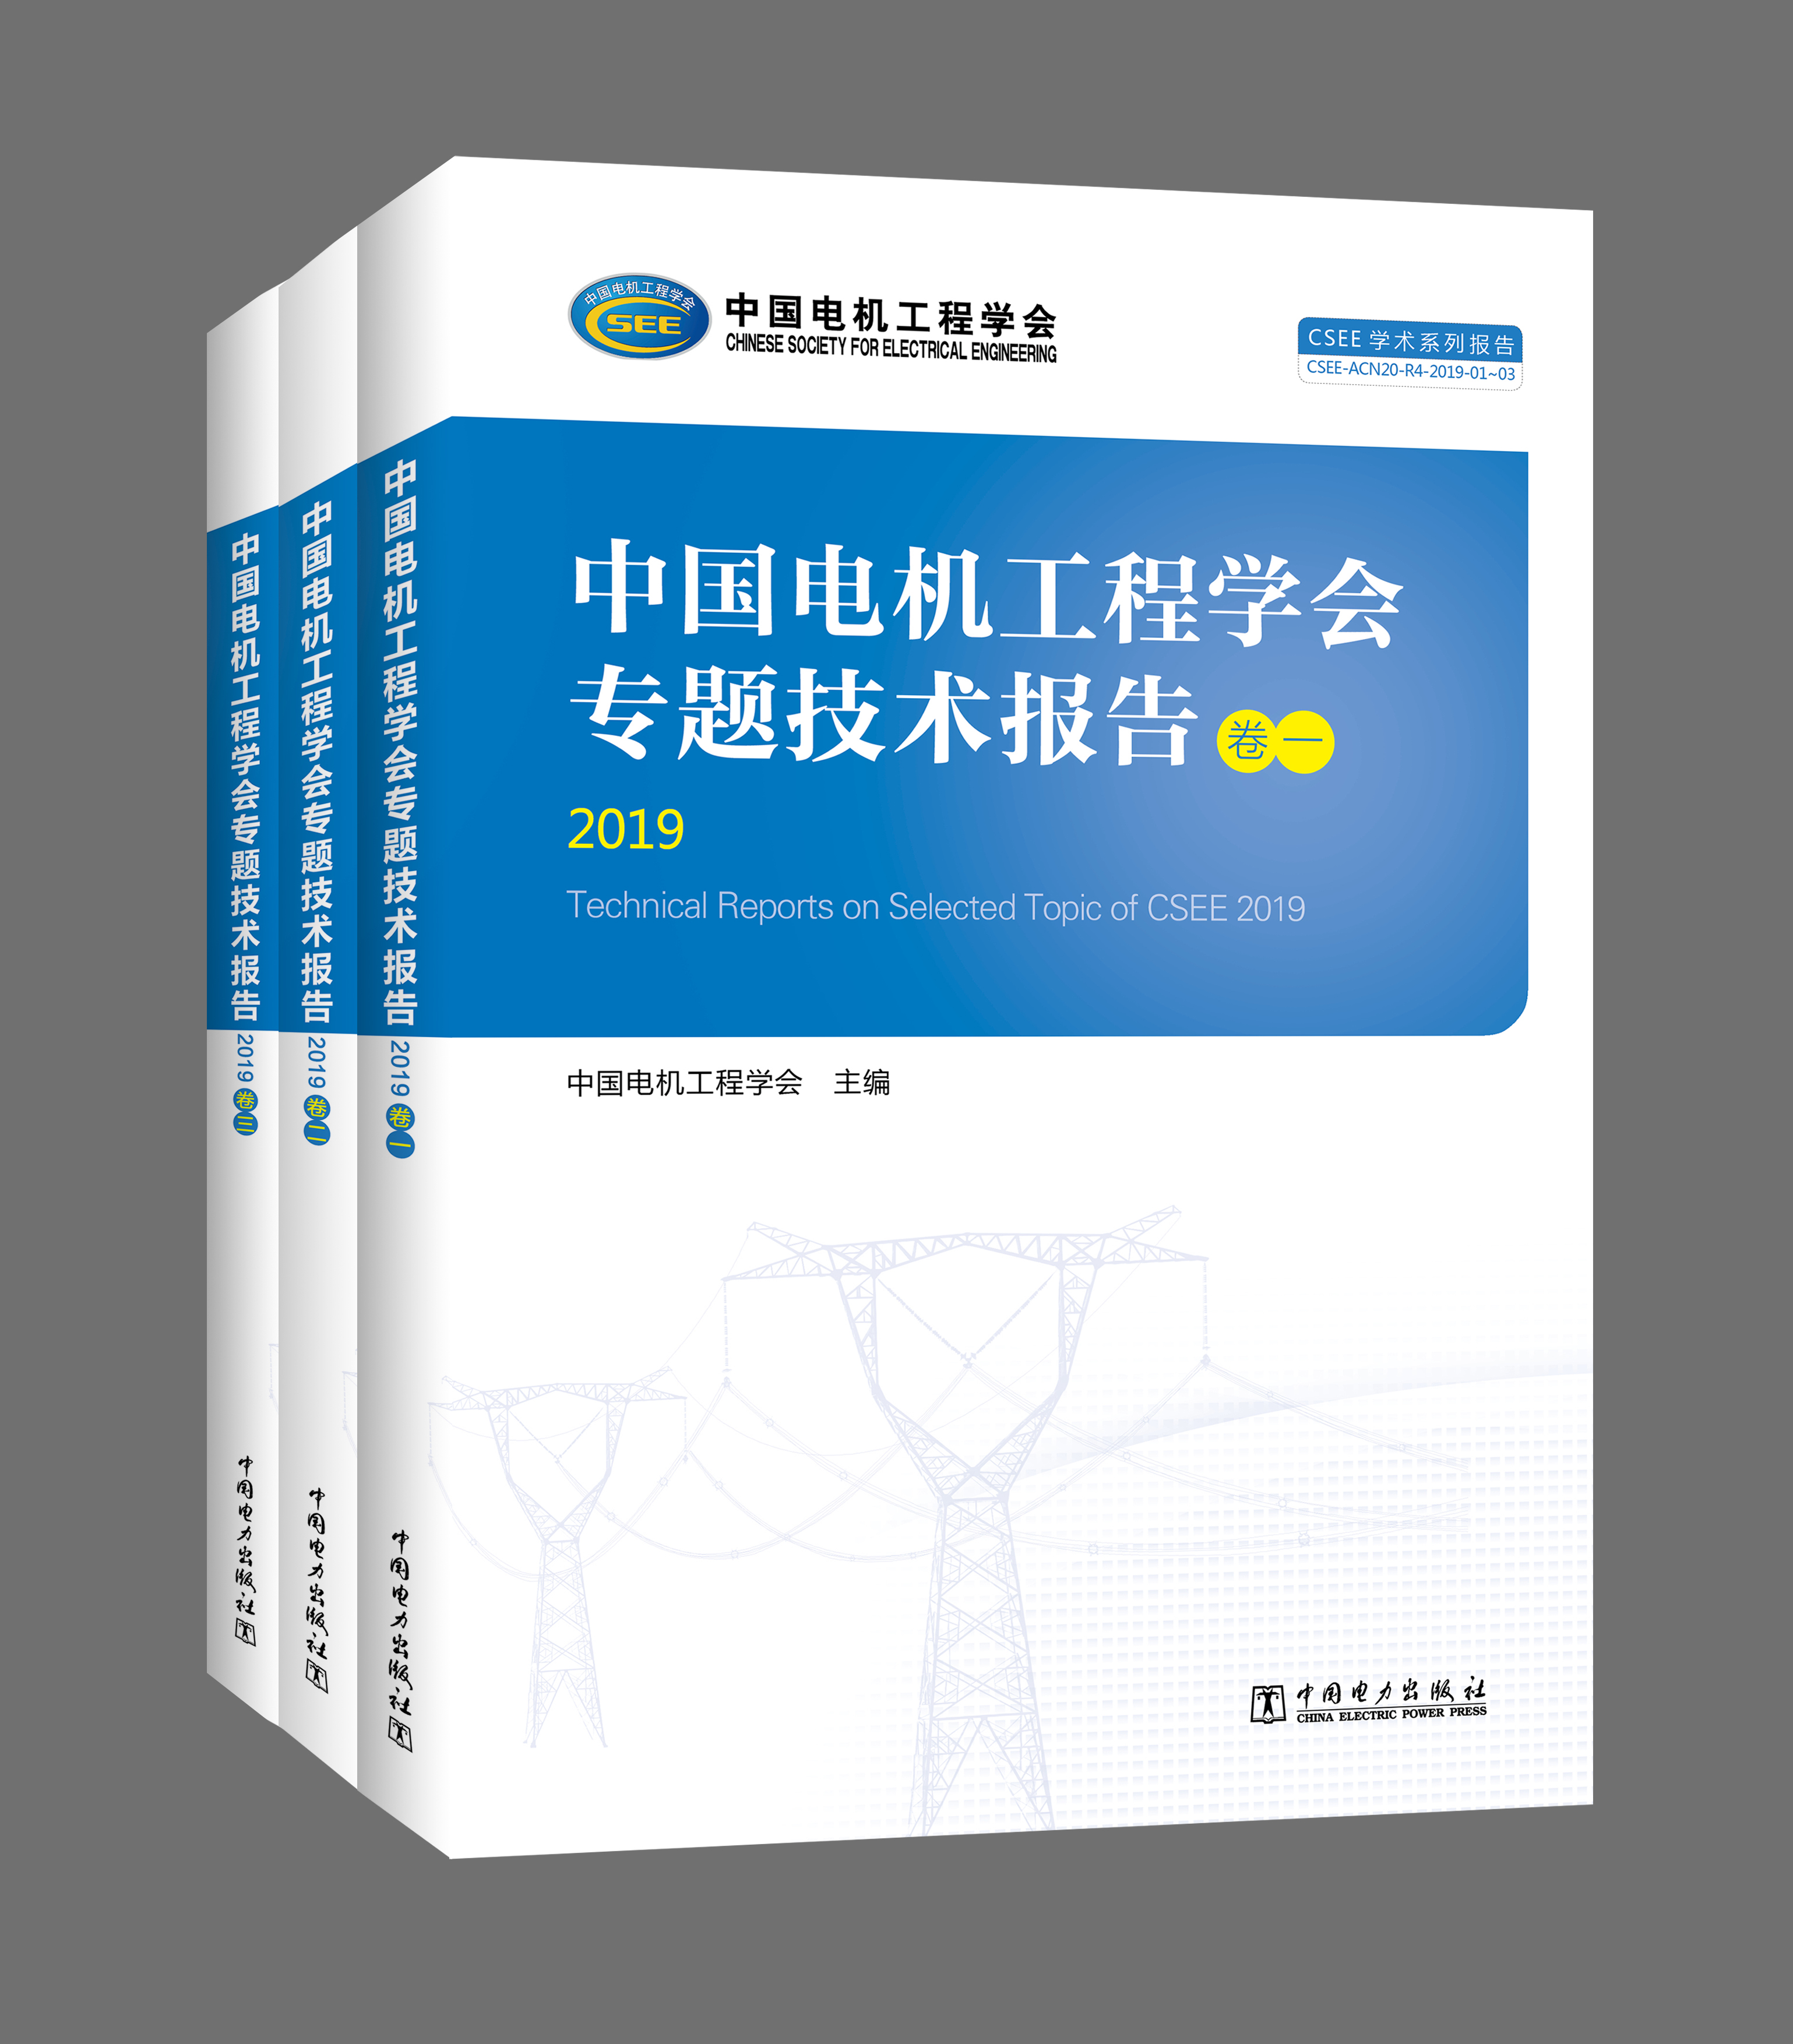 中国电机工程学会
CSEE
中国电机工程学会
CHINESE SOCIETY FOR ELECTRICAL ENGINEERING
CSEE 学术系列报告
CSEE-ACN20-R4-2019-01~03
中国电机工程学会
专题技术报告 卷一
2019
Technical Reports on Selected Topic of CSEE 2019
中国电机工程学会 主编
中国电力出版社
CHINA ELECTRIC POWER PRESS
中国电机工程学会专题技术报告 2019 卷一 中国电力出版社
中国电机工程学会专题技术报告 2019 卷二 中国电力出版社
中国电机工程学会专题技术报告 2019 卷三 中国电力出版社